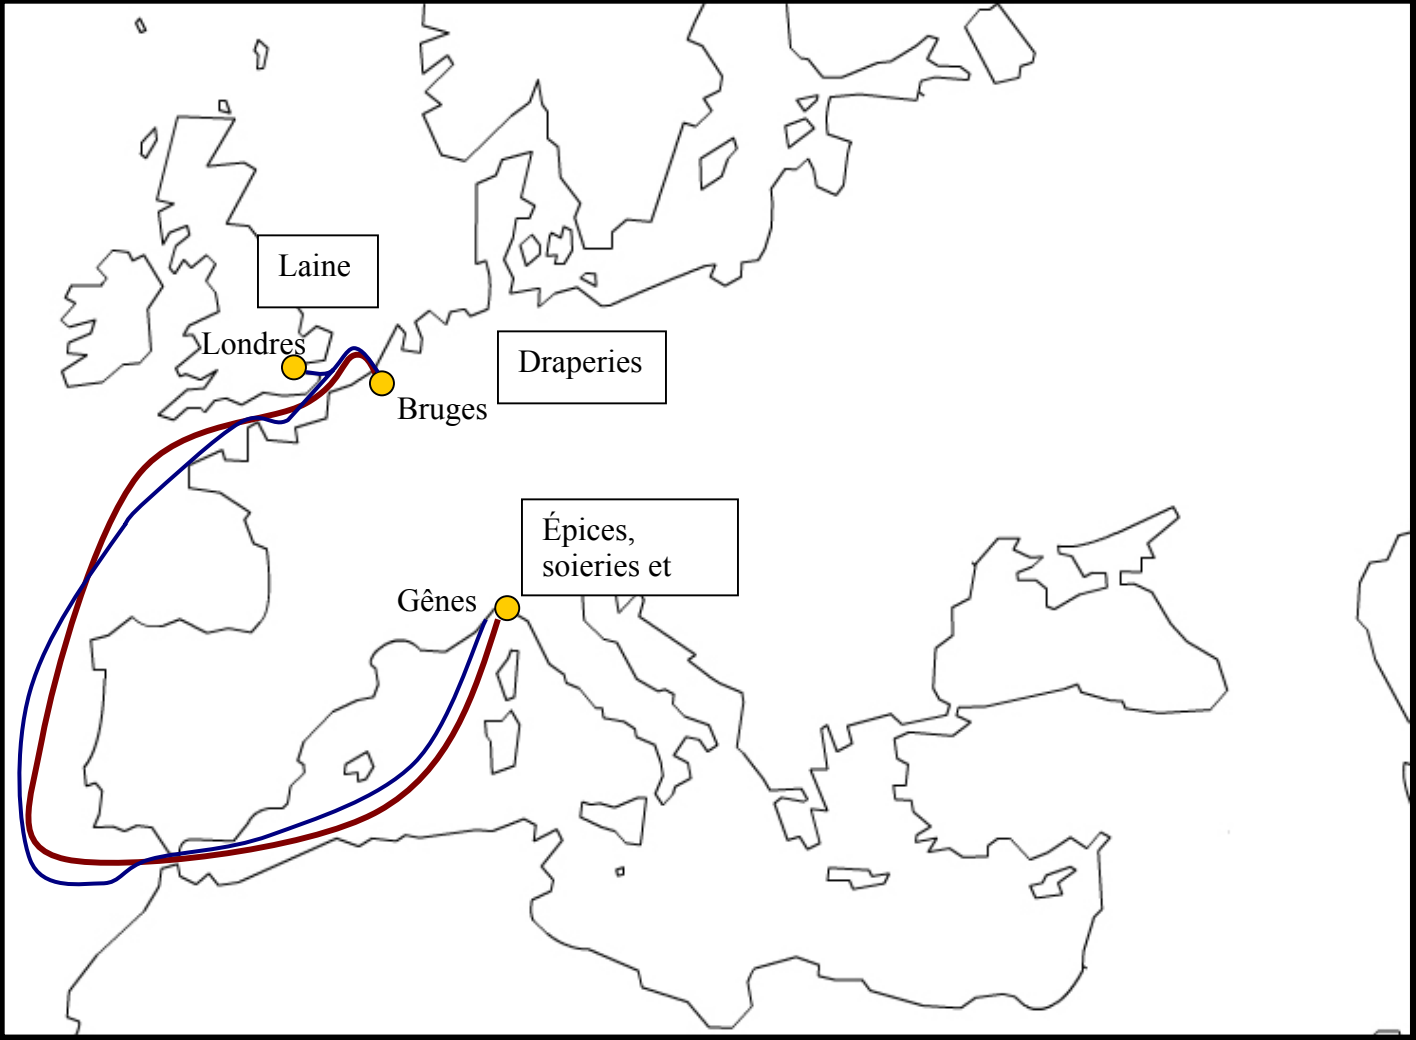 Laine
Londres
Draperies
Bruges
Épices,
soieries et
Gênes